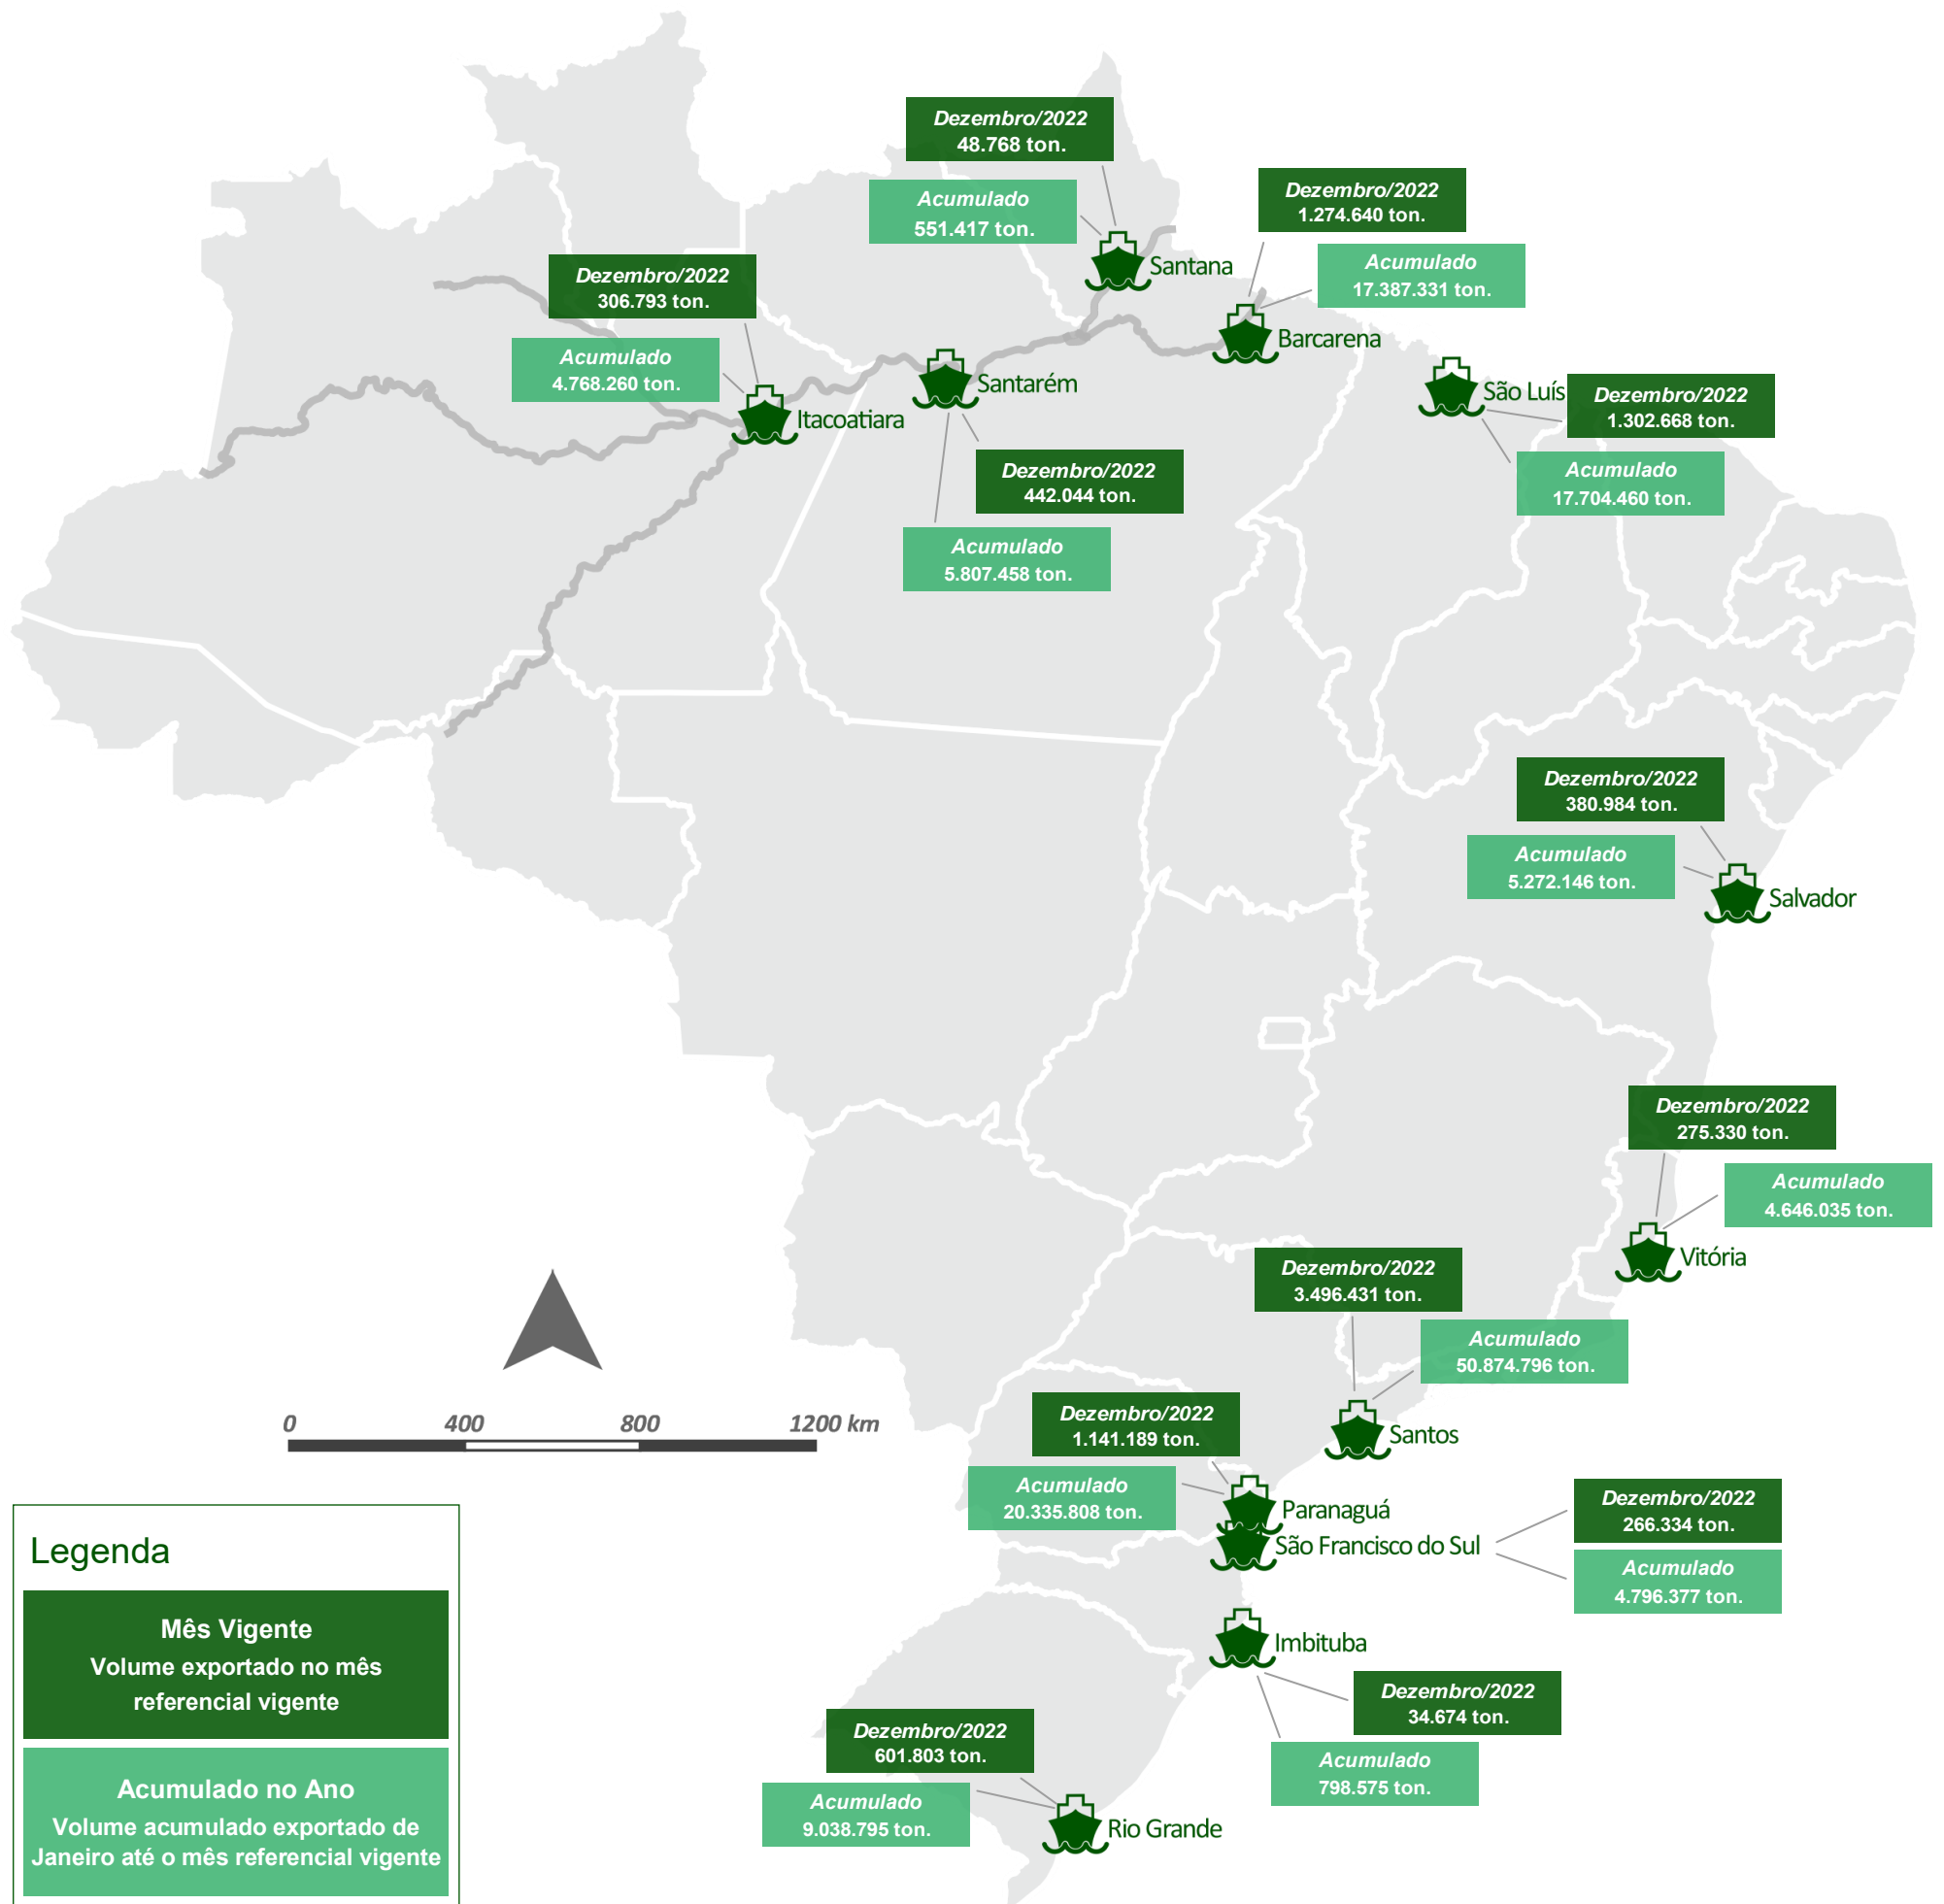 Dezembro/2022
48.768 ton.
Acumulado
551.417 ton.
Santana
Dezembro/2022
1.274.640 ton.
Acumulado
17.387.331 ton.
Barcarena
Dezembro/2022
306.793 ton.
Acumulado
4.768.260 ton.
Itacoatiara
Santarém
Dezembro/2022
442.044 ton.
Acumulado
5.807.458 ton.
São Luís
Dezembro/2022
1.302.668 ton.
Acumulado
17.704.460 ton.
Dezembro/2022
380.984 ton.
Acumulado
5.272.146 ton.
Salvador
Dezembro/2022
275.330 ton.
Acumulado
4.646.035 ton.
Vitória
Dezembro/2022
3.496.431 ton.
Acumulado
50.874.796 ton.
Santos
Dezembro/2022
1.141.189 ton.
Acumulado
20.335.808 ton.
Paranaguá
São Francisco do Sul
Dezembro/2022
266.334 ton.
Acumulado
4.796.377 ton.
Imbituba
Dezembro/2022
34.674 ton.
Acumulado
798.575 ton.
Dezembro/2022
601.803 ton.
Acumulado
9.038.795 ton.
Rio Grande
0 400 800 1200 km
Legenda
Mês Vigente
Volume exportado no mês
referencial vigente
Acumulado no Ano
Volume acumulado exportado de
Janeiro até o mês referencial vigente